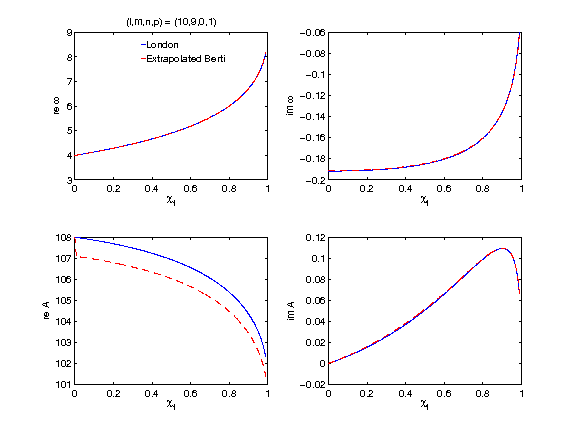 (l,m,n,p) = (10,9,0,1)
9
8
7
6
5
4
3
re ω
London
Extrapolated Berti
0 0.2 0.4 0.6 0.8 1
χf
−0.06
−0.08
−0.1
−0.12
−0.14
−0.16
−0.18
−0.2
im ω
0 0.2 0.4 0.6 0.8 1
χf
108
107
106
105
104
103
102
101
re A
0 0.2 0.4 0.6 0.8 1
χf
0.12
0.1
0.08
0.06
0.04
0.02
0
−0.02
im A
0 0.2 0.4 0.6 0.8 1
χf